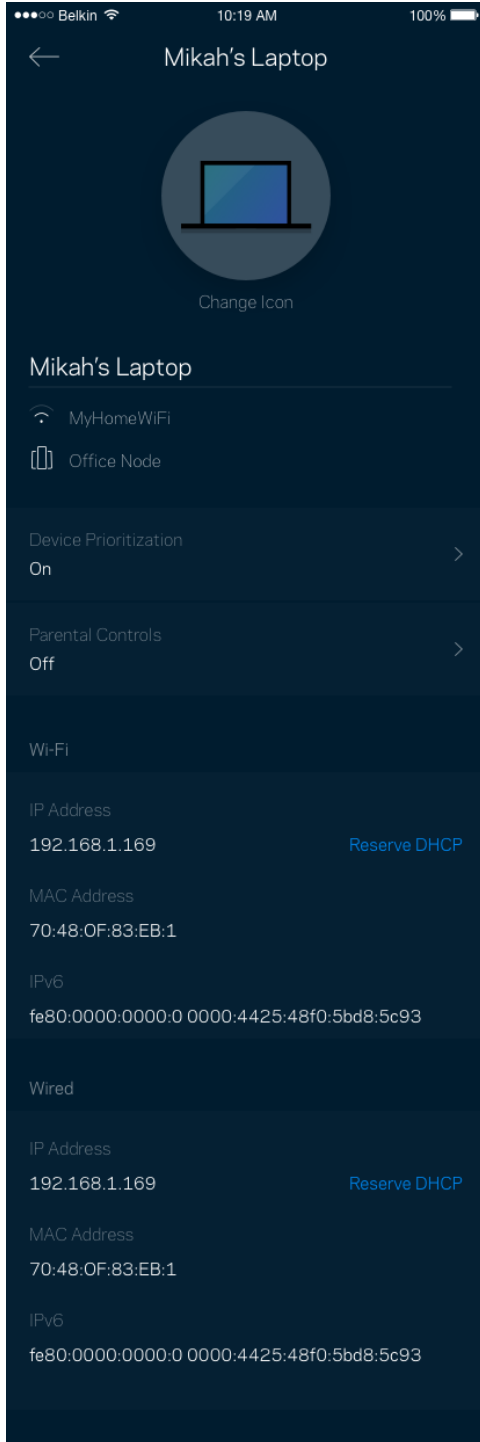 Belkin 10:19 AM 100%
Mikah's Laptop
Change Icon
Mikah's Laptop
MyHomeWiFi
Office Node
Device Prioritization
On
Parental Controls
Off
Wi-Fi
IP Address
192.168.1.169 Reserve DHCP
MAC Address
70:48:0F:83:EB:1
IPv6
fe80:0000:0000:0 0000:4425:48f0:5bd8:5c93
Wired
IP Address
192.168.1.169 Reserve DHCP
MAC Address
70:48:0F:83:EB:1
IPv6
fe80:0000:0000:0 0000:4425:48f0:5bd8:5c93